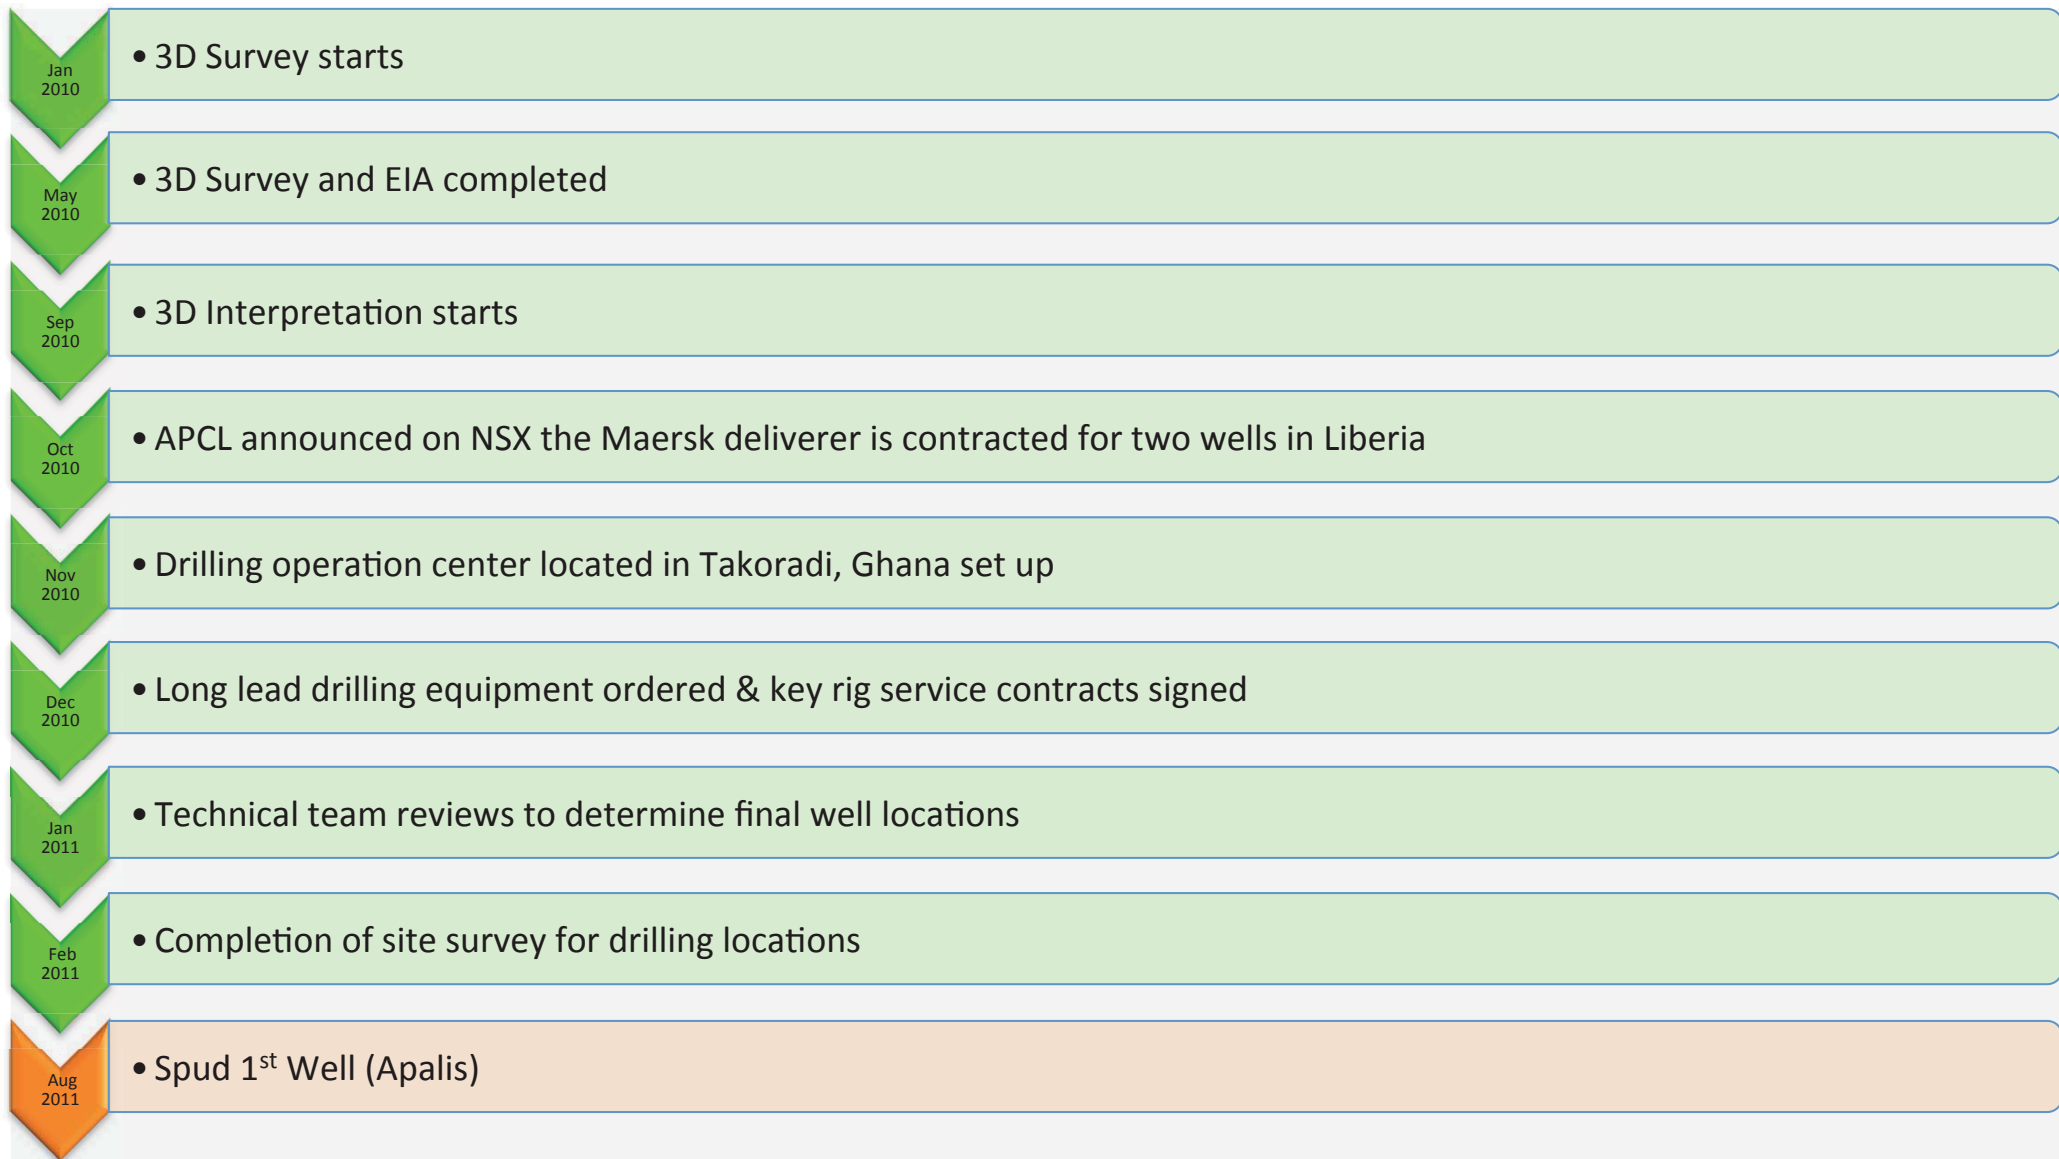 Jan
2010
• 3D Survey starts
May
2010
• 3D Survey and EIA completed
Sep
2010
• 3D Interpretation starts
Oct
2010
• APCL announced on NSX the Maersk deliverer is contracted for two wells in Liberia
Nov
2010
• Drilling operation center located in Takoradi, Ghana set up
Dec
2010
• Long lead drilling equipment ordered & key rig service contracts signed
Jan
2011
• Technical team reviews to determine final well locations
Feb
2011
• Completion of site survey for drilling locations
Aug
2011
• Spud 1st Well (Apalis)